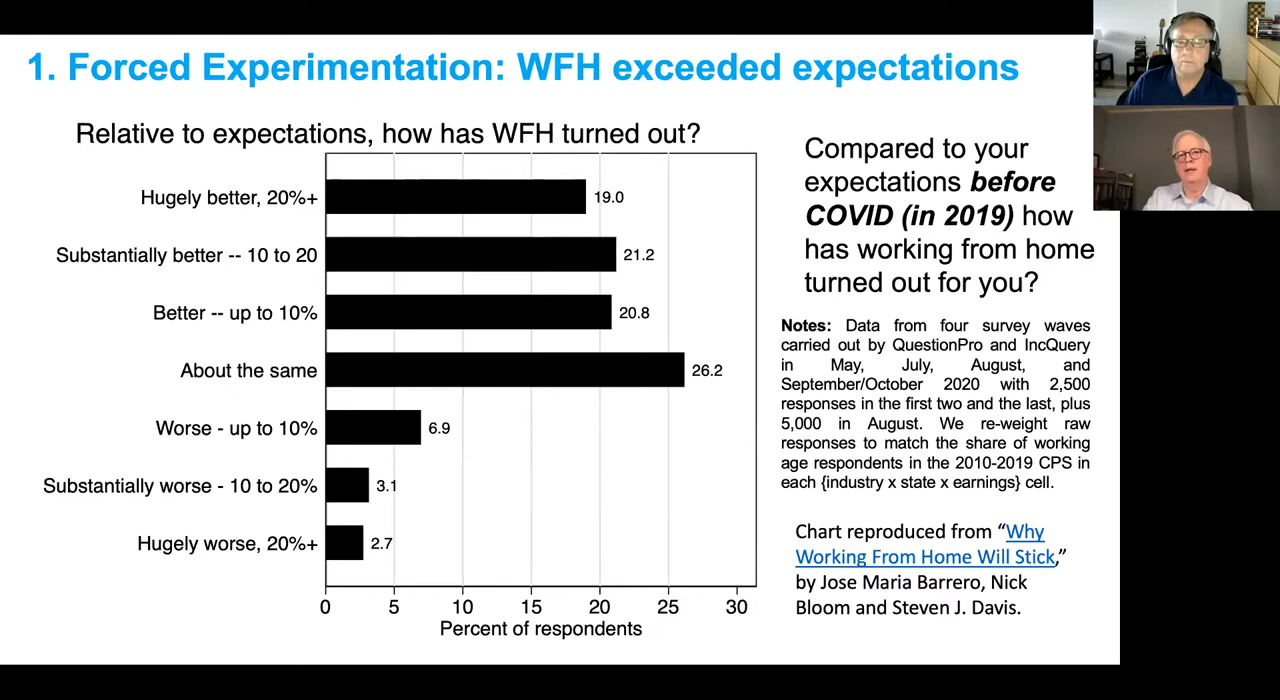 1. Forced Experimentation: WFH exceeded expectations
Relative to expectations, how has WFH turned out?
Hugely better, 20%+
19.0
Substantially better -- 10 to 20
21.2
Better -- up to 10%
20.8
About the same
26.2
Worse - up to 10%
6.9
Substantially worse - 10 to 20%
3.1
Hugely worse, 20%+
2.7
0 5 10 15 20 25 30
Percent of respondents
Compared to your
expectations before
COVID (in 2019) how
has working from home
turned out for you?
Notes: Data from four survey waves
carried out by QuestionPro and IncQuery
in May, July, August, and
September/October 2020 with 2,500
responses in the first two and the last, plus
5,000 in August. We re-weight raw
responses to match the share of working
age respondents in the 2010-2019 CPS in
each {industry x state x earnings} cell.
Chart reproduced from “Why
Working From Home Will Stick,”
by Jose Maria Barrero, Nick
Bloom and Steven J. Davis.